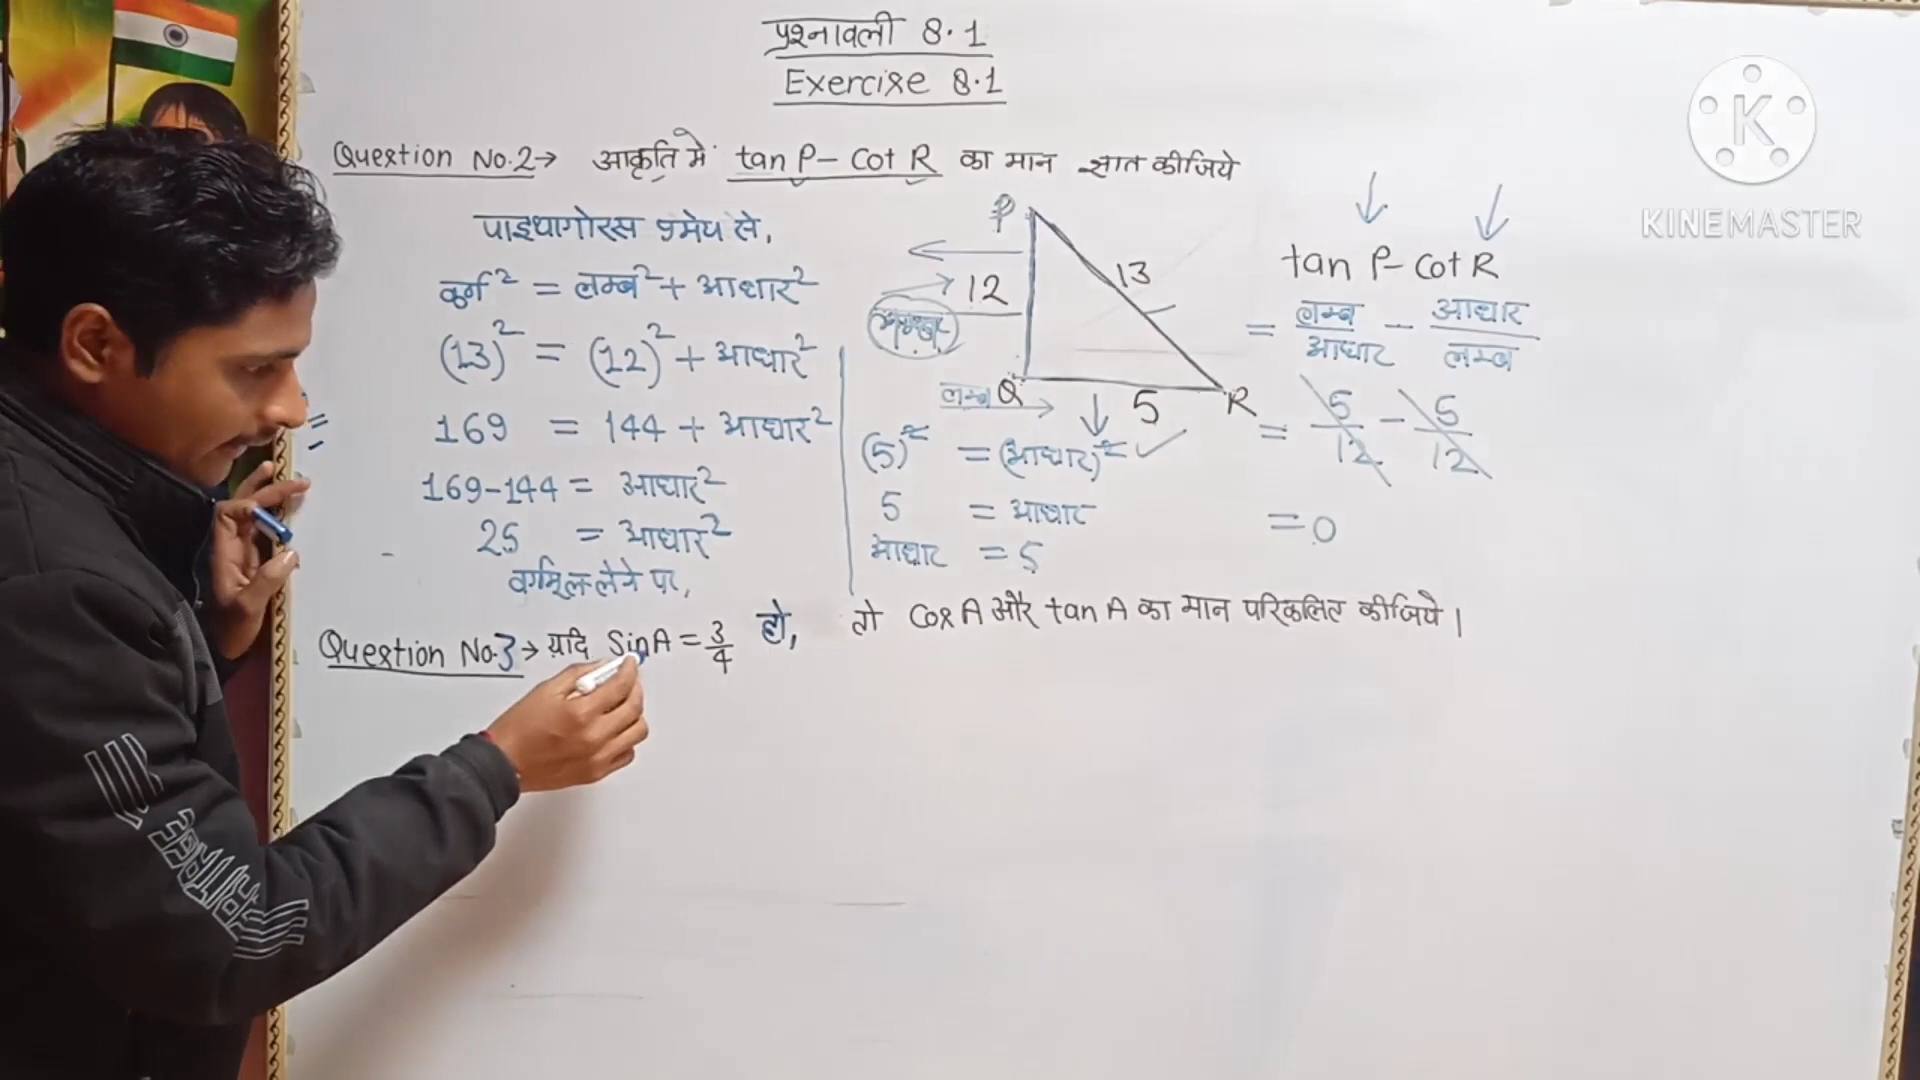 प्रश्नावली 8.1
Exercise 8.1
Question No.2→ आकृति में tan P – Cot R का मान ज्ञात कीजिये
पाइथागोरस प्रमेय से,
कर्ण² = लम्ब² + आधार²
(13)² = (12)² + आधार²
169 = 144 + आधार²
169-144 = आधार²
25 = आधार²
वर्गमूल लेने पर,
P
13
12
Q
5
R
लम्ब
(5)² = (आधार)² ✓
5 = आधार
आधार = 5
tan P – Cot R
= लम्ब/आधार – आधार/लम्ब
= 5/12 – 5/12
= 0
Question No.3 → यदि SinA = 3/4 हो, तो Cos A और tan A का मान परिकलित कीजिये।
K
KINEMASTER